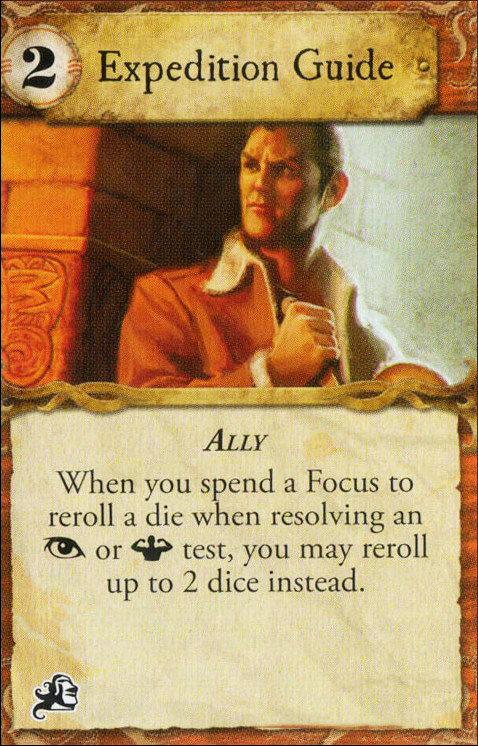 2
Expedition Guide
ALLY
When you spend a Focus to
reroll a die when resolving an
or test, you may reroll
up to 2 dice instead.